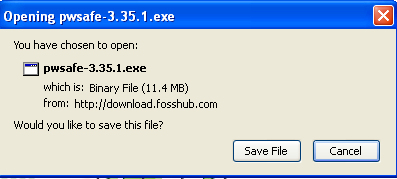 Opening pwsafe-3.35.1.exe
You have chosen to open:
pwsafe-3.35.1.exe
which is: Binary File (11.4 MB)
from: http://download.fosshub.com
Would you like to save this file?
Save File Cancel